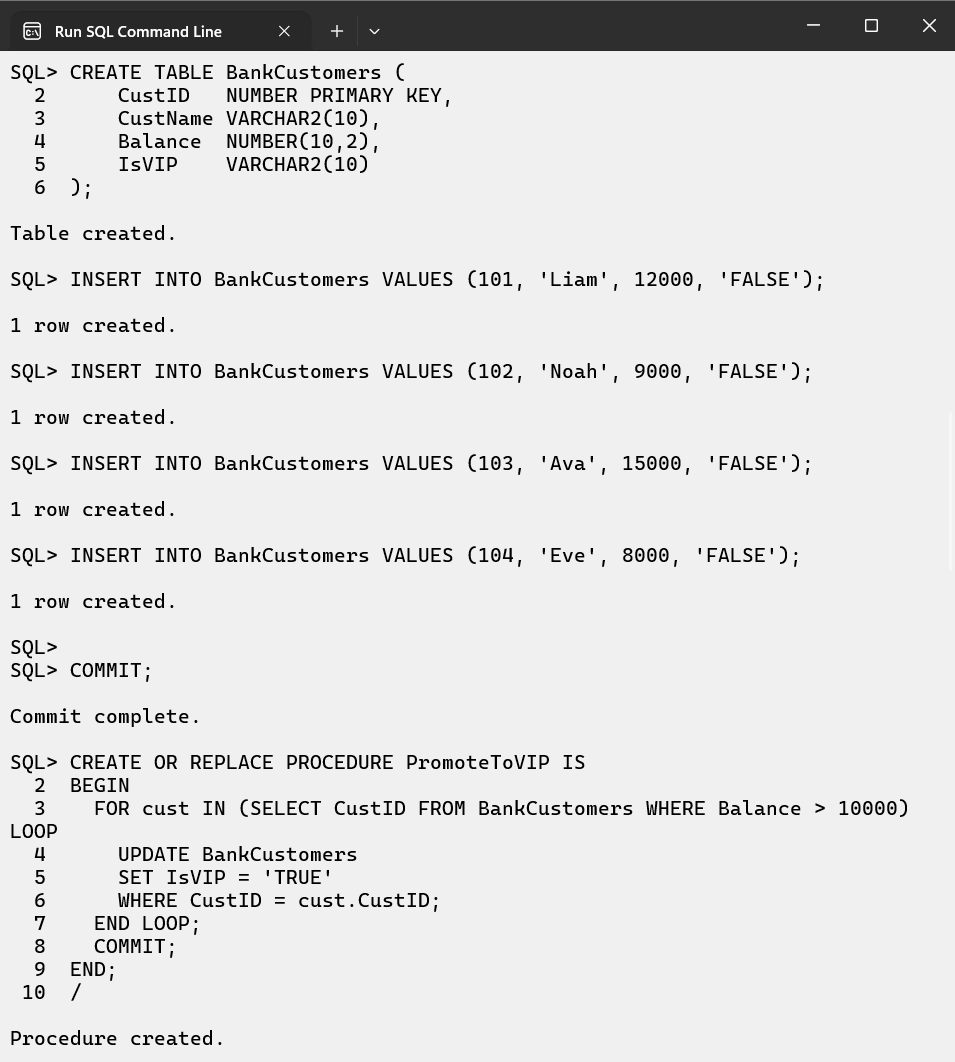 Run SQL Command Line
SQL> CREATE TABLE BankCustomers (
  2      CustID   NUMBER PRIMARY KEY,
  3      CustName VARCHAR2(10),
  4      Balance  NUMBER(10,2),
  5      IsVIP    VARCHAR2(10)
  6  );
Table created.
SQL> INSERT INTO BankCustomers VALUES (101, 'Liam', 12000, 'FALSE');
1 row created.
SQL> INSERT INTO BankCustomers VALUES (102, 'Noah', 9000, 'FALSE');
1 row created.
SQL> INSERT INTO BankCustomers VALUES (103, 'Ava', 15000, 'FALSE');
1 row created.
SQL> INSERT INTO BankCustomers VALUES (104, 'Eve', 8000, 'FALSE');
1 row created.
SQL>
SQL> COMMIT;
Commit complete.
SQL> CREATE OR REPLACE PROCEDURE PromoteToVIP IS
  2  BEGIN
  3    FOR cust IN (SELECT CustID FROM BankCustomers WHERE Balance > 10000)
LOOP
  4      UPDATE BankCustomers
  5      SET IsVIP = 'TRUE'
  6      WHERE CustID = cust.CustID;
  7    END LOOP;
  8    COMMIT;
  9  END;
 10  /
Procedure created.